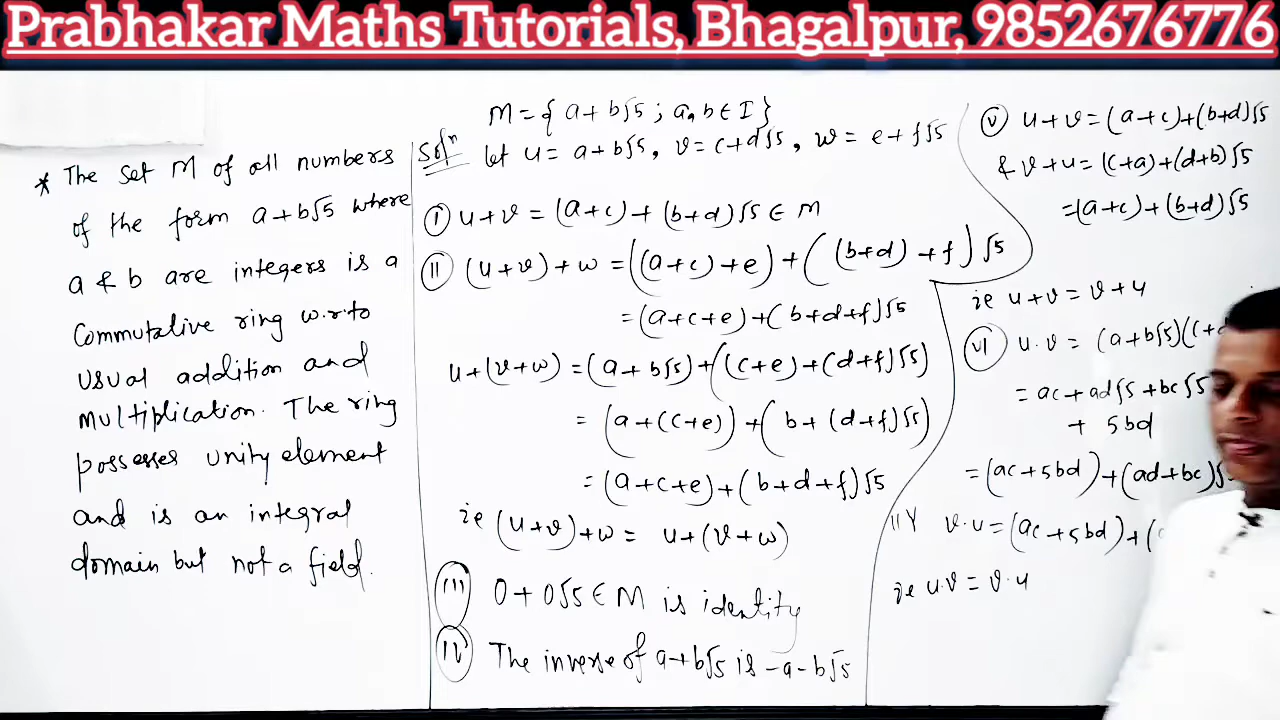 Prabhakar Maths Tutorials, Bhagalpur, 9852676776
* The set M of all numbers
of the form a+b√5 where
a & b are integers is a
Commutative ring w.r.to
usual addition and
multiplication. The ring
possesses unity element
and is an integral
domain but not a field.
M = { a + b√5 ; a, b ∈ I }
Solⁿ let u = a+b√5, v = c+d√5, w = e+f√5
(I) u+v = (a+c)+(b+d)√5 ∈ M
(II) (u+v)+w = ((a+c)+e)+((b+d)+f)√5
= (a+c+e)+(b+d+f)√5
u+(v+w) = (a+b√5)+((c+e)+(d+f)√5)
= (a+(c+e))+(b+(d+f)√5)
= (a+c+e)+(b+d+f)√5
ie (u+v)+w = u+(v+w)
(III) 0+0√5 ∈ M is identity
(IV) The inverse of a+b√5 is -a-b√5
(V) u+v = (a+c)+(b+d)√5
& v+u = (c+a)+(d+b)√5
= (a+c)+(b+d)√5
ie u+v = v+u
(VI) u.v = (a+b√5)(c+
= ac+ad√5+bc√5
+ 5bd
= (ac+5bd)+(ad+bc)√
llly v.u = (ac+5bd)+(
ie u.v = v.u